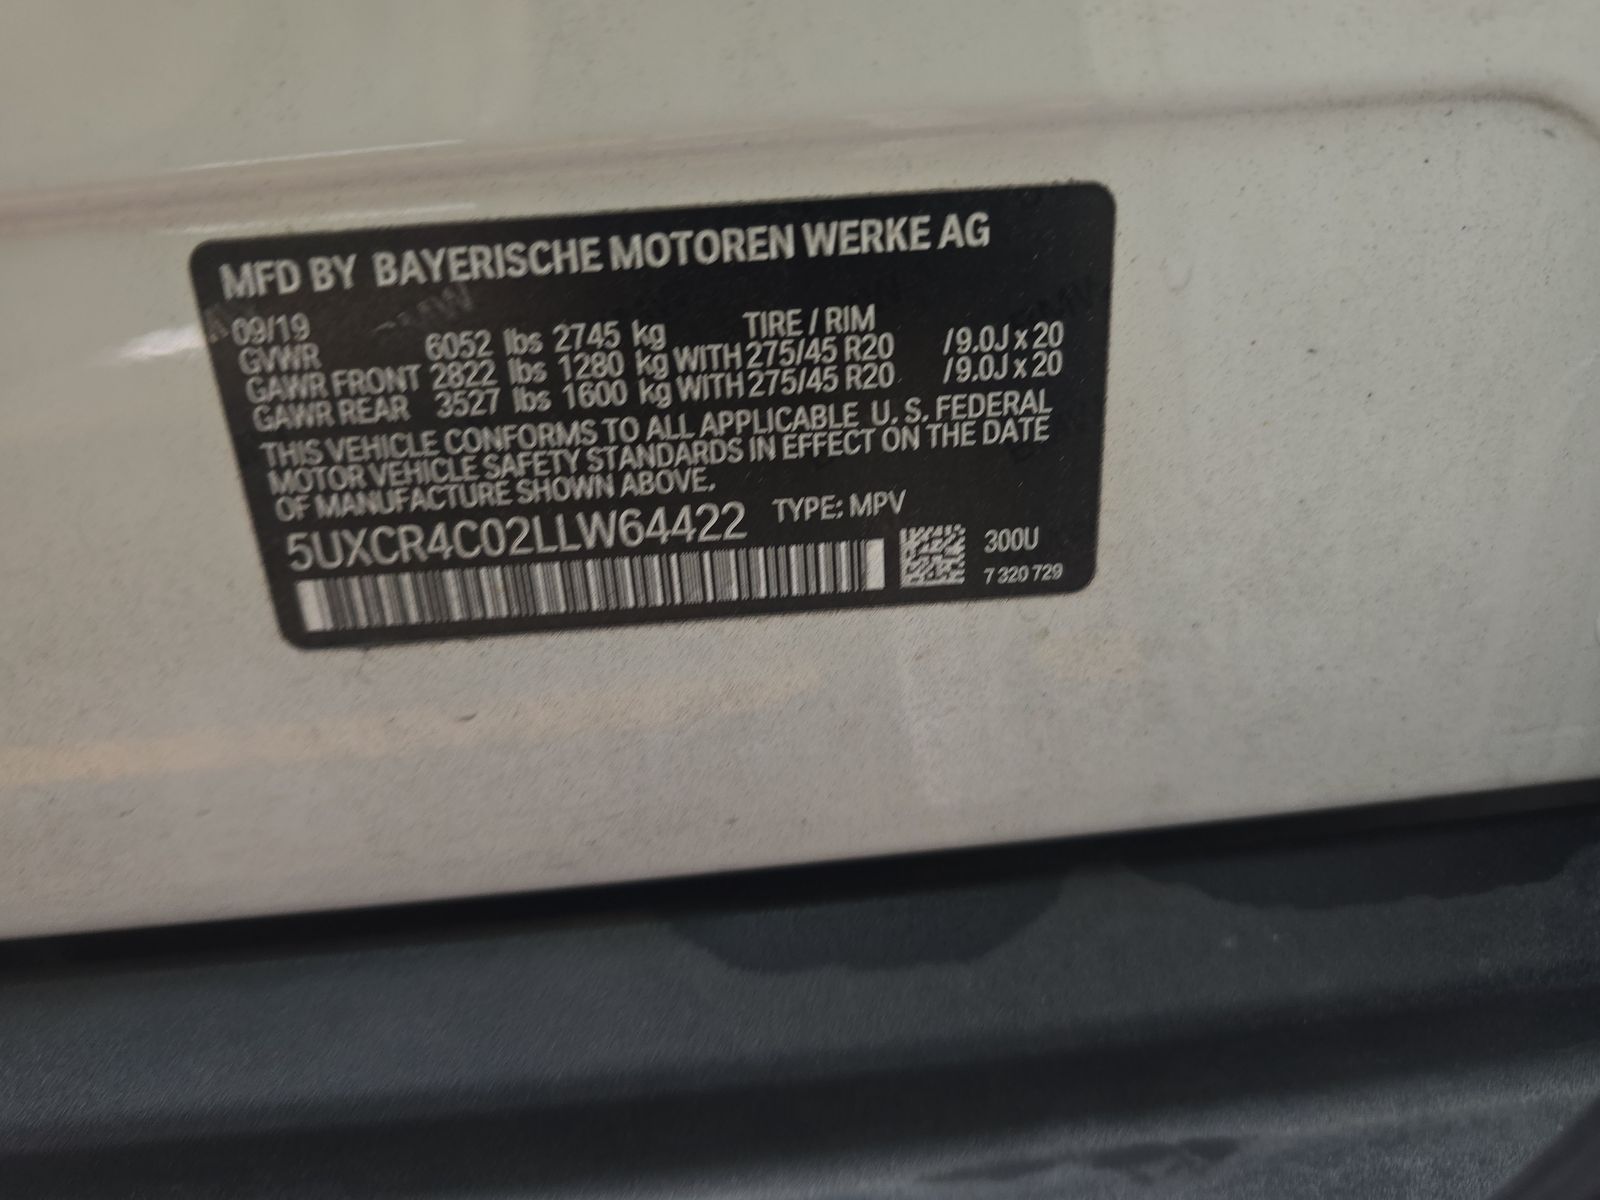 MFD BY BAYERISCHE MOTOREN WERKE AG
09/19 TIRE / RIM
GVWR 6052 lbs 2745 kg
GAWR FRONT 2822 lbs 1280 kg WITH 275/45 R20 /9.0J x 20
GAWR REAR 3527 lbs 1600 kg WITH 275/45 R20 /9.0J x 20
THIS VEHICLE CONFORMS TO ALL APPLICABLE U. S. FEDERAL
MOTOR VEHICLE SAFETY STANDARDS IN EFFECT ON THE DATE
OF MANUFACTURE SHOWN ABOVE.
5UXCR4C02LLW64422 TYPE: MPV
300U
7 320 729